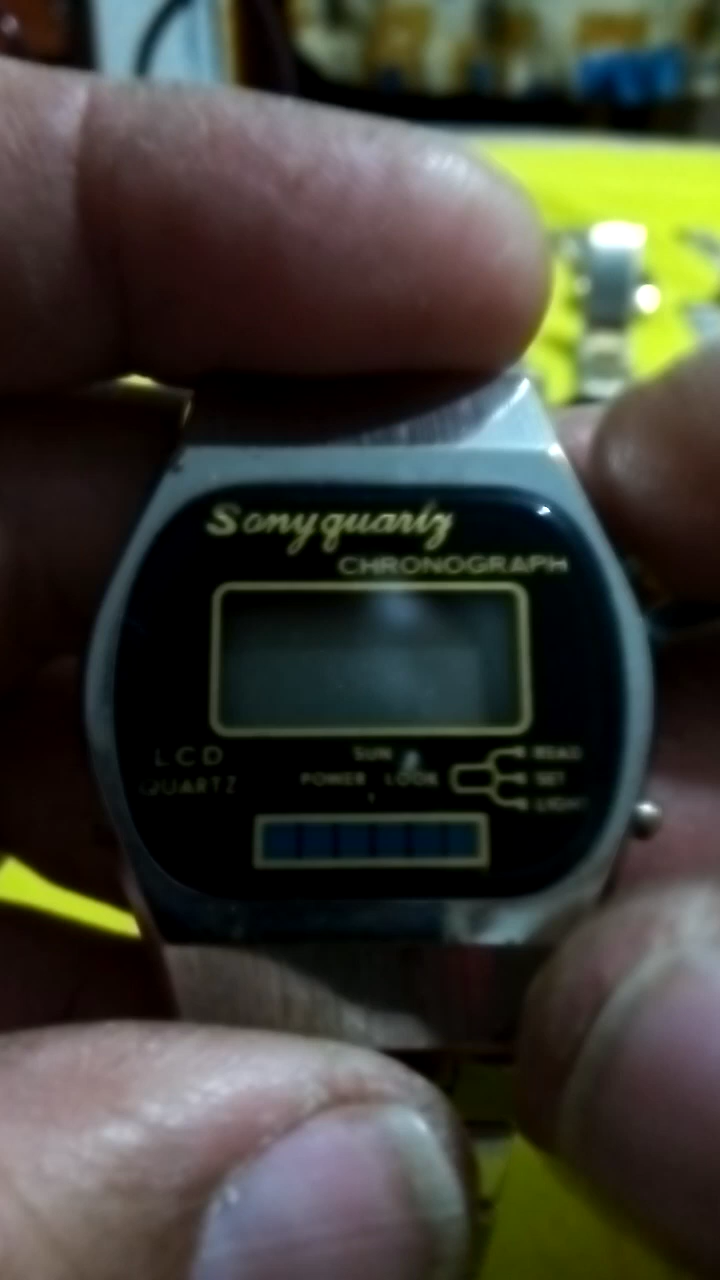 Sonyquartz
CHRONOGRAPH
LCD
QUARTZ
SUN
POWER LOOK
READ
SET
LIGHT